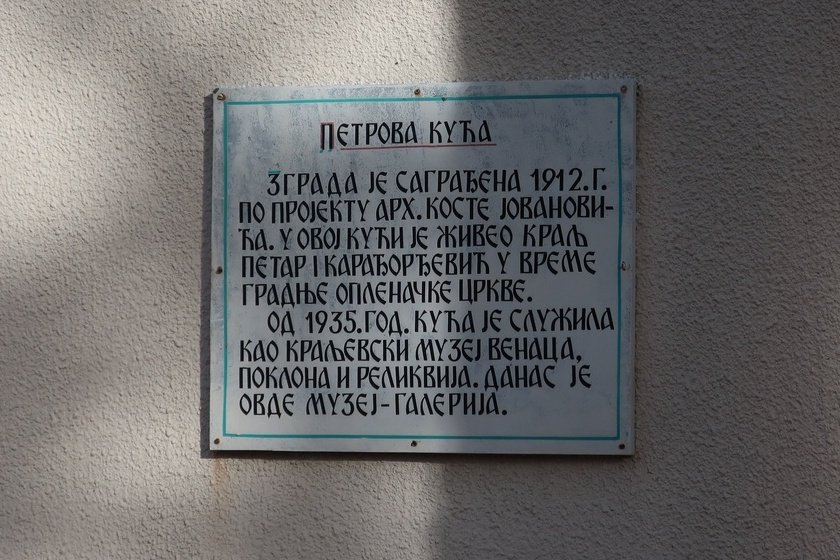 ПЕТРОВА КУЋА
ЗГРАДА ЈЕ САГРАЂЕНА 1912.Г.
ПО ПРОЈЕКТУ АРХ. КОСТЕ ЈОВАНОВИ-
ЋА. У ОВОЈ КУЋИ ЈЕ ЖИВЕО КРАЉ
ПЕТАР I КАРАЂОРЂЕВИЋ У ВРЕМЕ
ГРАДЊЕ ОПЛЕНАЧКЕ ЦРКВЕ.
ОД 1935.ГОД. КУЋА ЈЕ СЛУЖИЛА
КАО КРАЉЕВСКИ МУЗЕЈ ВЕНАЦА,
ПОКЛОНА И РЕЛИКВИЈА. ДАНАС ЈЕ
ОВДЕ МУЗЕЈ-ГАЛЕРИЈА.